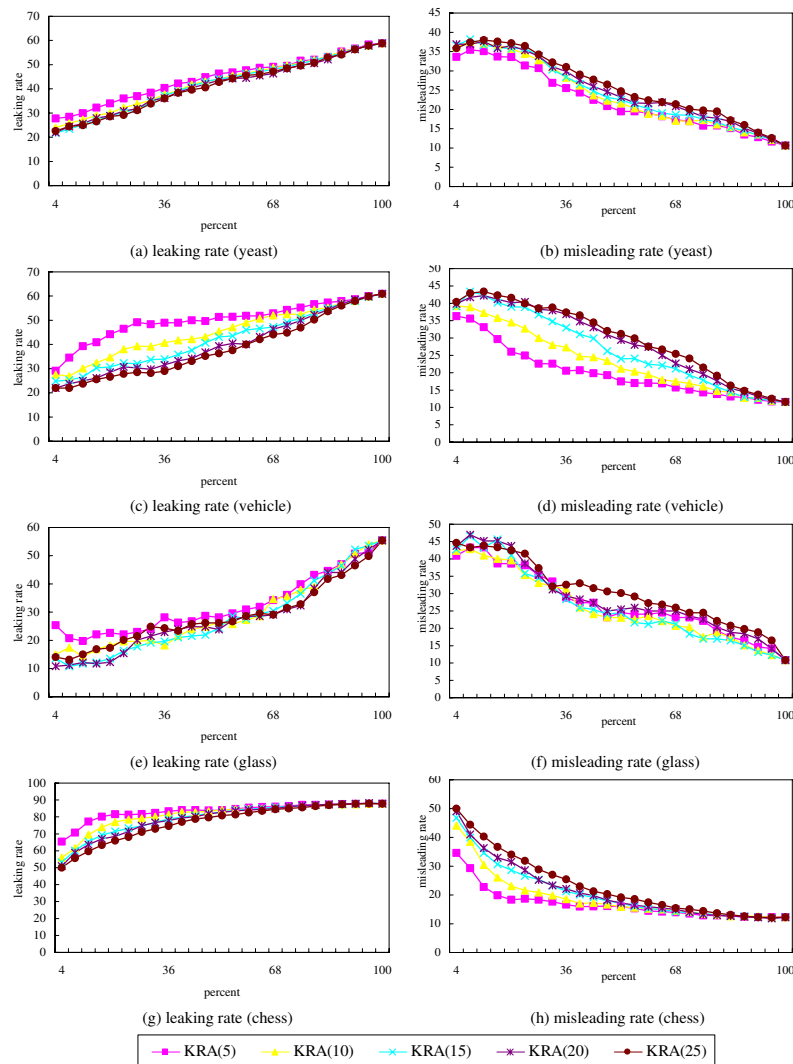 70
60
50
40
30
20
10
0
leaking rate
4 36 68 100
percent
(a) leaking rate (yeast)
45
40
35
30
25
20
15
10
5
0
misleading rate
4 36 68 100
percent
(b) misleading rate (yeast)
70
60
50
40
30
20
10
0
leaking rate
4 36 68 100
percent
(c) leaking rate (vehicle)
50
45
40
35
30
25
20
15
10
5
0
misleading rate
4 36 68 100
percent
(d) misleading rate (vehicle)
60
50
40
30
20
10
0
leaking rate
4 36 68 100
percent
(e) leaking rate (glass)
50
45
40
35
30
25
20
15
10
5
0
misleading rate
4 36 68 100
percent
(f) misleading rate (glass)
100
90
80
70
60
50
40
30
20
10
0
leaking rate
4 36 68 100
percent
(g) leaking rate (chess)
60
50
40
30
20
10
0
misleading rate
4 36 68 100
percent
(h) misleading rate (chess)
KRA(5) KRA(10) KRA(15) KRA(20) KRA(25)